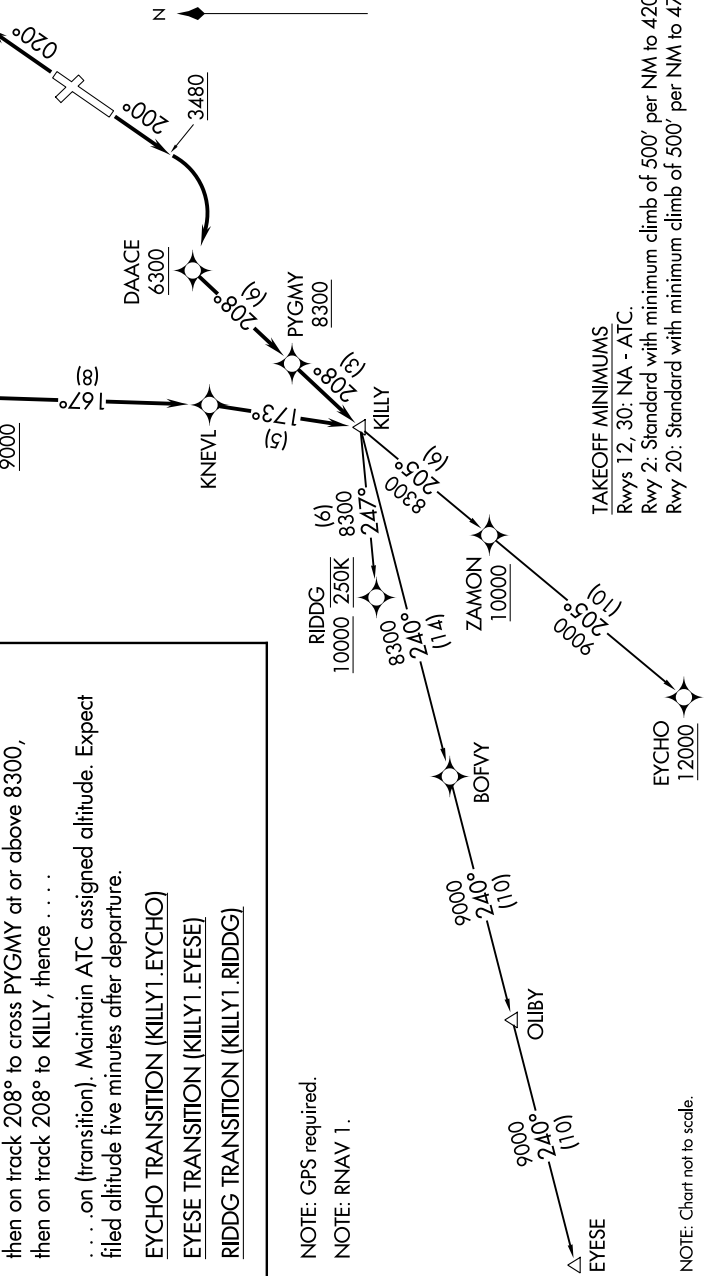 then on track 208° to cross PYGMY at or above 8300,
then on track 208° to KILLY, thence . . . .
. . . .on (transition). Maintain ATC assigned altitude. Expect
filed altitude five minutes after departure.
EYCHO TRANSITION (KILLY1.EYCHO)
EYESE TRANSITION (KILLY1.EYESE)
RIDDG TRANSITION (KILLY1.RIDDG)
NOTE: GPS required.
NOTE: RNAV 1.
N
020°
200°
3480
DAACE
6300
208°
(6)
PYGMY
8300
208°
(3)
9000
167°
(8)
KNEVL
173°
(5)
KILLY
(6)
8300
247°
RIDDG
10000 250K
8300
240°
(14)
BOFVY
9000
240°
(10)
OLIBY
9000
240°
(10)
EYESE
8300
205°
(6)
ZAMON
10000
9000
205°
(10)
EYCHO
12000
TAKEOFF MINIMUMS
Rwys 12, 30: NA - ATC.
Rwy 2: Standard with minimum climb of 500' per NM to 420
Rwy 20: Standard with minimum climb of 500' per NM to 47
NOTE: Chart not to scale.